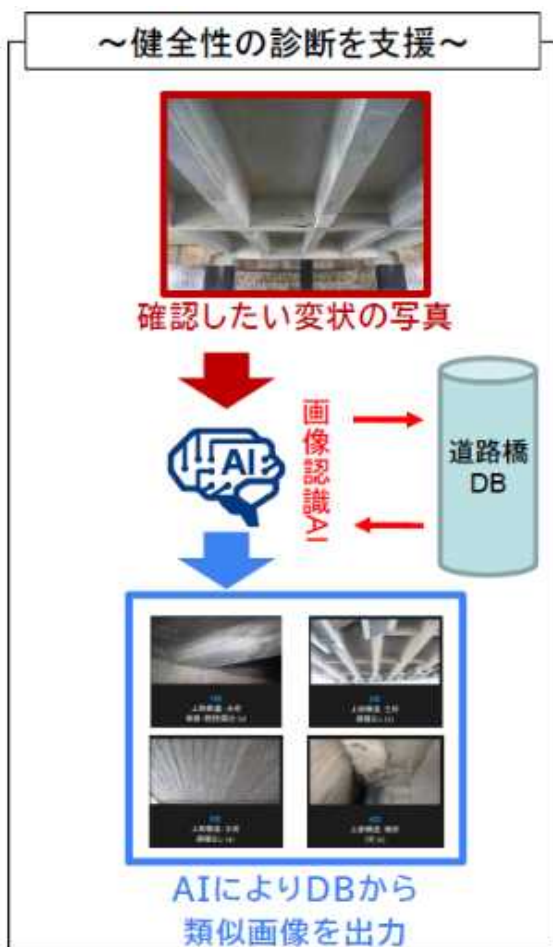 ～健全性の診断を支援～
確認したい変状の写真
AI
画像認識AI
道路橋
DB
AIによりDBから
類似画像を出力